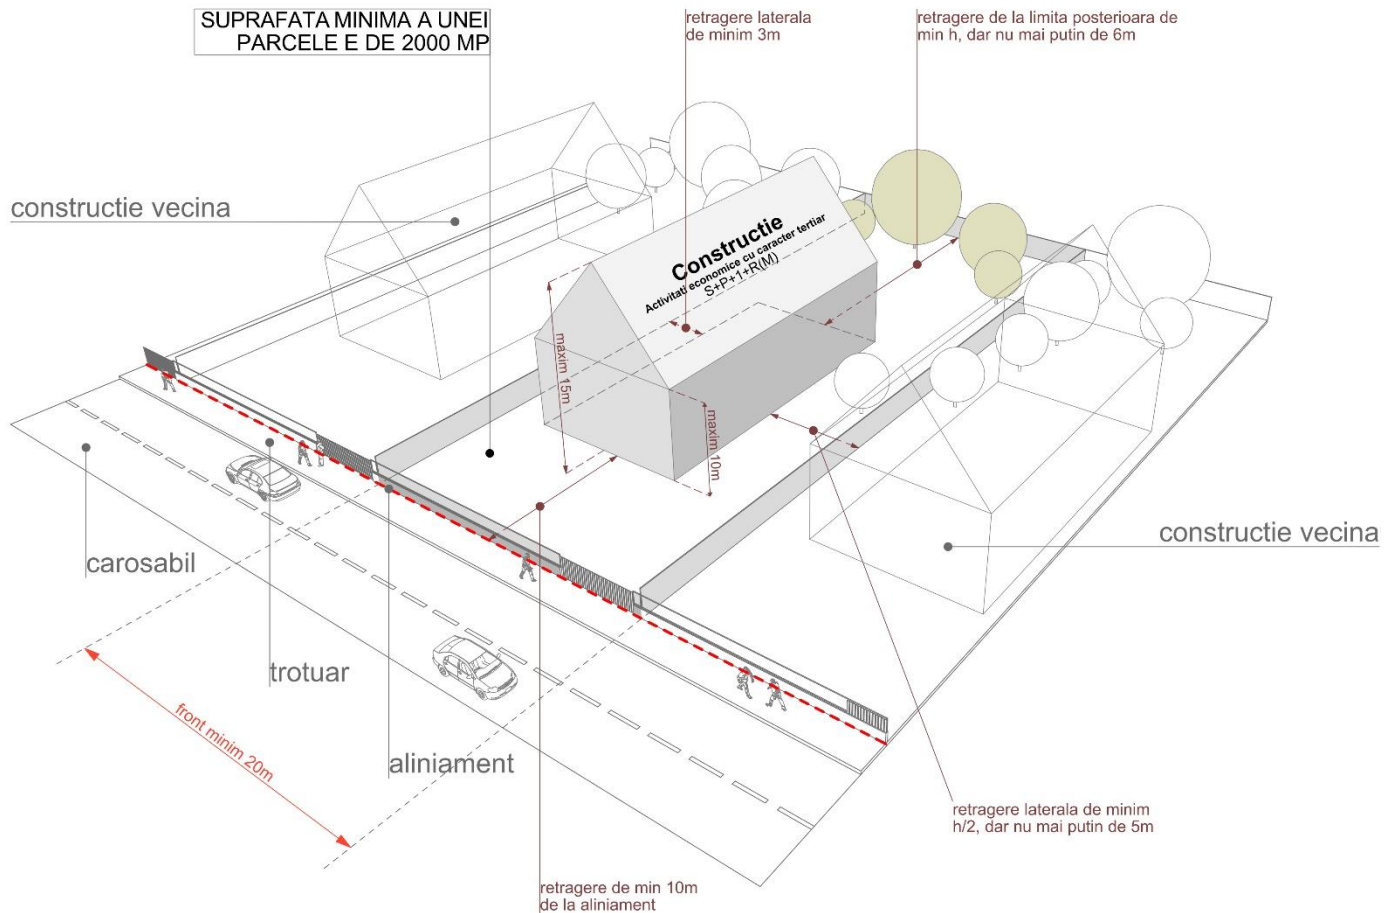 SUPRAFATA MINIMA A UNEI
PARCELE E DE 2000 MP
retragere laterala
de minim 3m
retragere de la limita posterioara de
min h, dar nu mai putin de 6m
constructie vecina
Constructie
Activitati economice cu caracter tertiar
S+P+1+R(M)
maxim 15m
maxim 10m
constructie vecina
carosabil
trotuar
aliniament
front minim 20m
retragere laterala de minim
h/2, dar nu mai putin de 5m
retragere de min 10m
de la aliniament